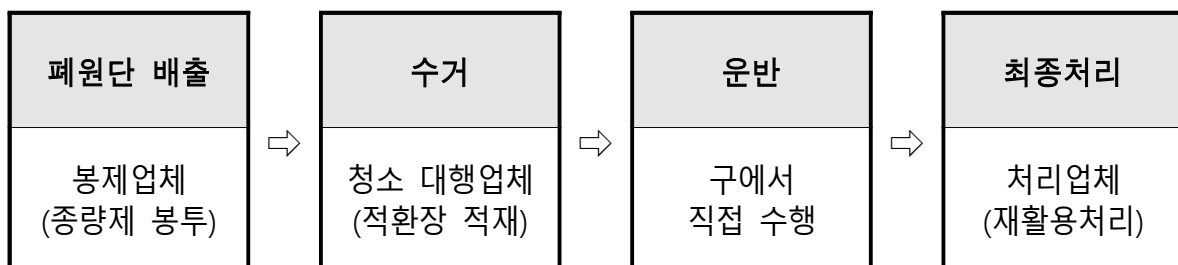 폐원단 배출
봉제업체
(종량제 봉투)
⇨
수거
청소 대행업체
(적환장 적재)
⇨
운반
구에서
직접 수행
⇨
최종처리
처리업체
(재활용처리)